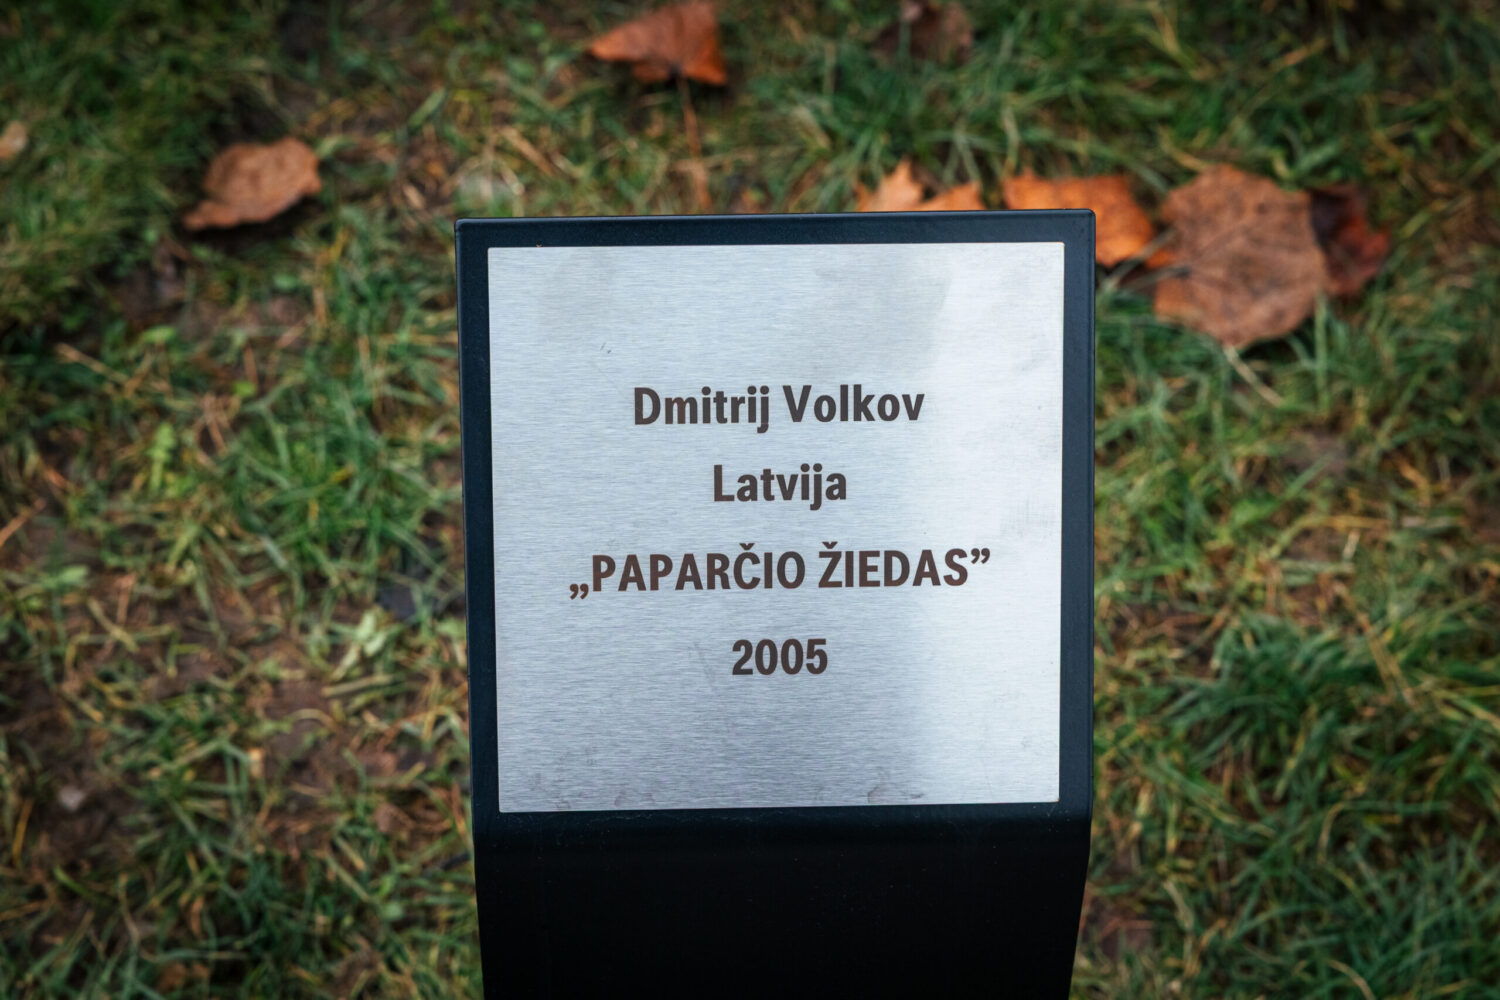 Dmitrij Volkov
Latvija
„PAPARČIO ŽIEDAS”
2005